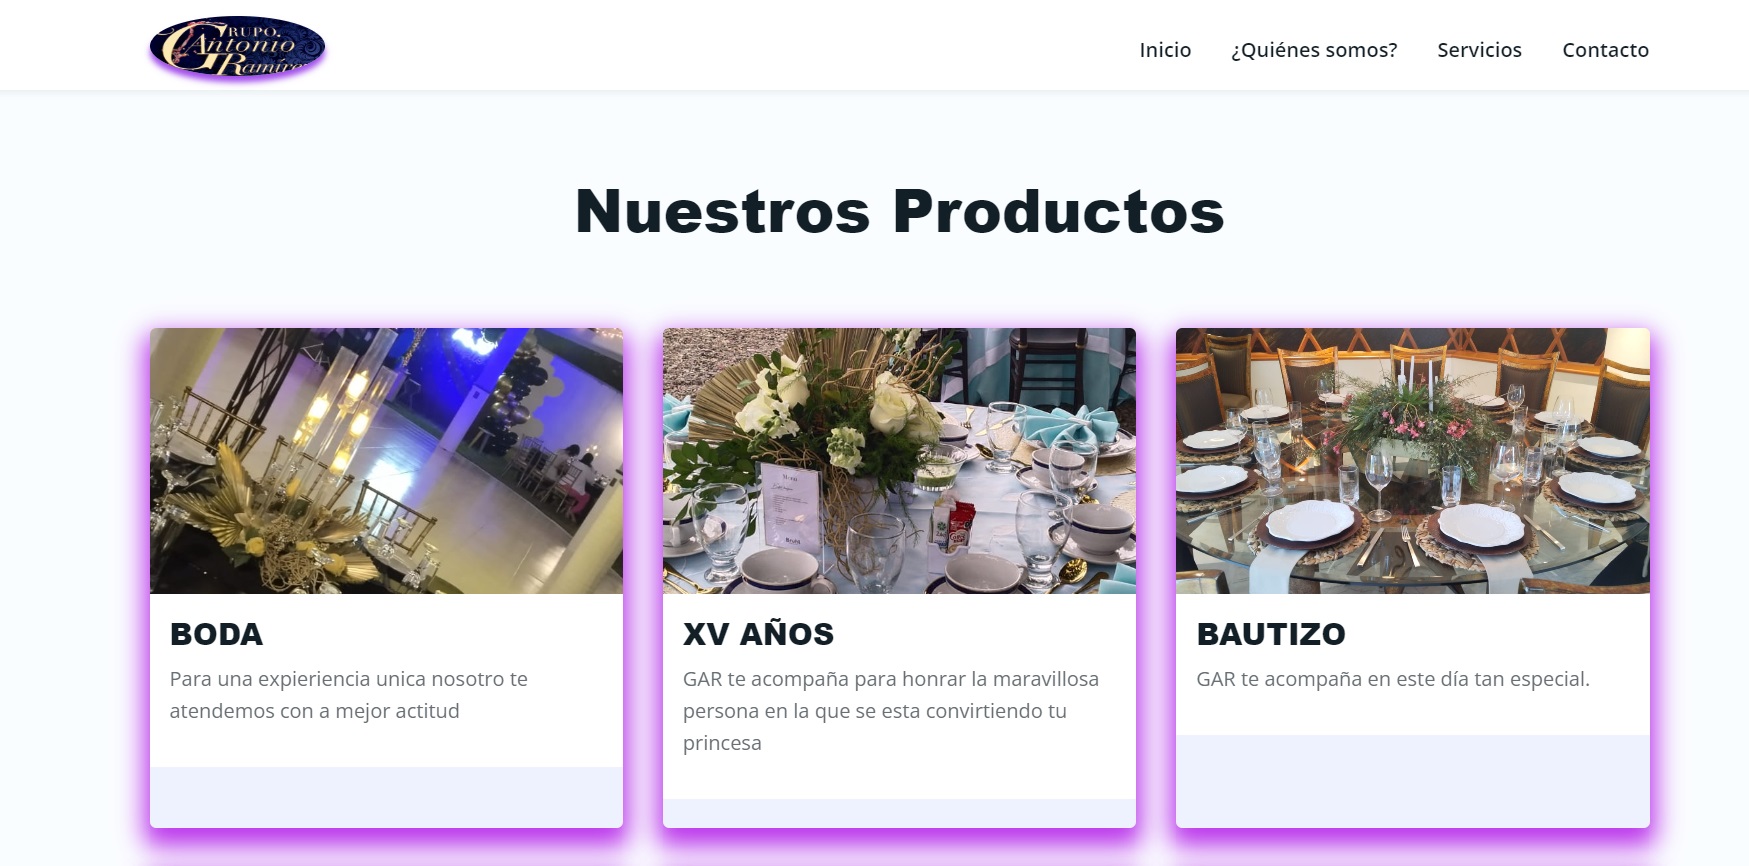 GRUPO.
Antonio
Ramírez
Inicio ¿Quiénes somos? Servicios Contacto
Nuestros Productos
BODA
Para una expieriencia unica nosotro te
atendemos con a mejor actitud
XV AÑOS
GAR te acompaña para honrar la maravillosa
persona en la que se esta convirtiendo tu
princesa
BAUTIZO
GAR te acompaña en este día tan especial.